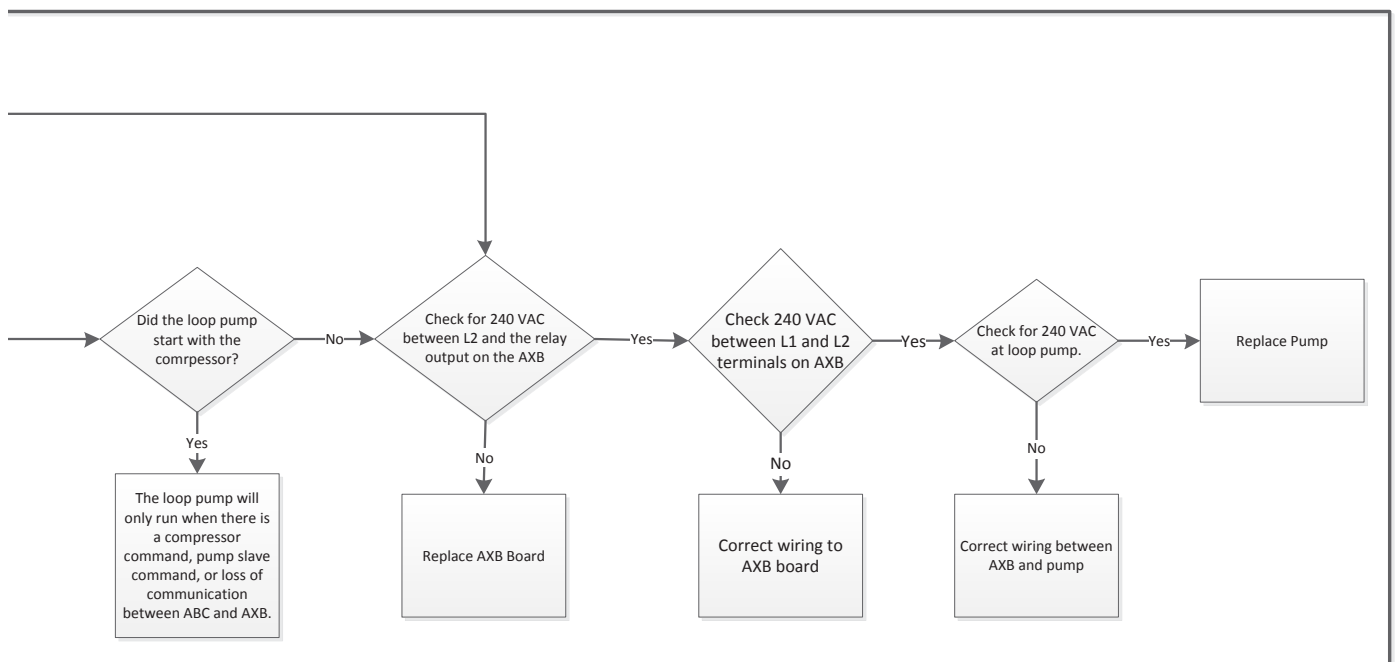 Did the loop pump
start with the
comrpessor?
No
Check for 240 VAC
between L2 and the relay
output on the AXB
Yes
Check 240 VAC
between L1 and L2
terminals on AXB
Yes
Check for 240 VAC
at loop pump.
Yes
Replace Pump
Yes
No
No
No
The loop pump will
only run when there is
a compressor
command, pump slave
command, or loss of
communication
between ABC and AXB.
Replace AXB Board
Correct wiring to
AXB board
Correct wiring between
AXB and pump